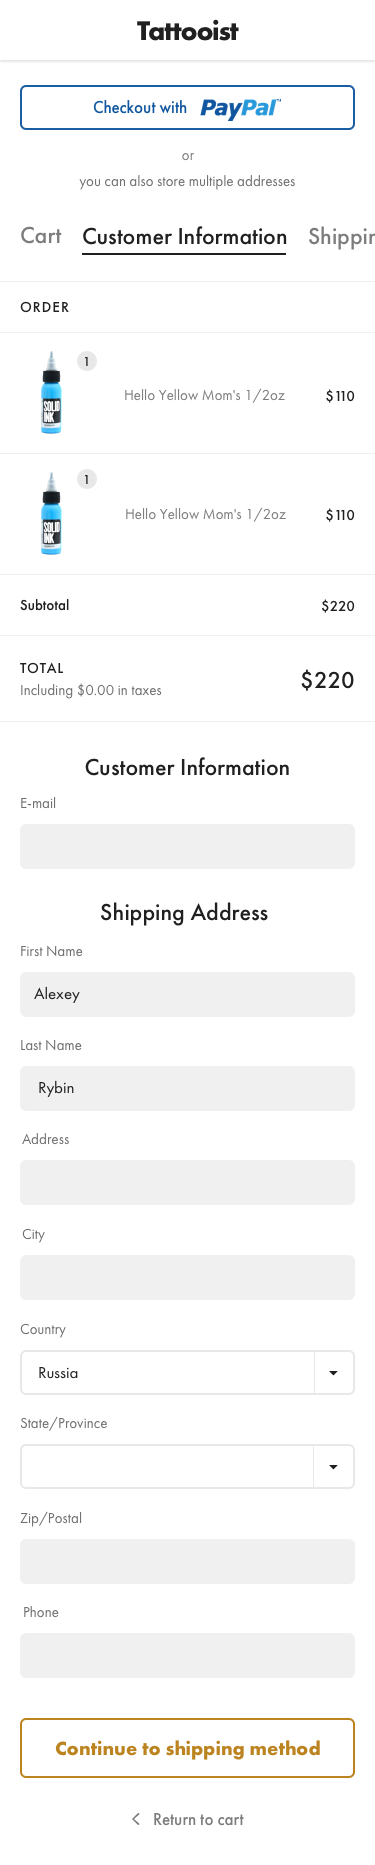 Tattooist
Checkout with PayPal™
or
you can also store multiple addresses
Cart Customer Information Shippin
ORDER
1
SOLID INK
Hello Yellow Mom's 1/2oz $110
1
SOLID INK
Hello Yellow Mom's 1/2oz $110
Subtotal $220
TOTAL
Including $0.00 in taxes
$220
Customer Information
E-mail
Shipping Address
First Name
Alexey
Last Name
Rybin
Address
City
Country
Russia
State/Province
Zip/Postal
Phone
Continue to shipping method
Return to cart